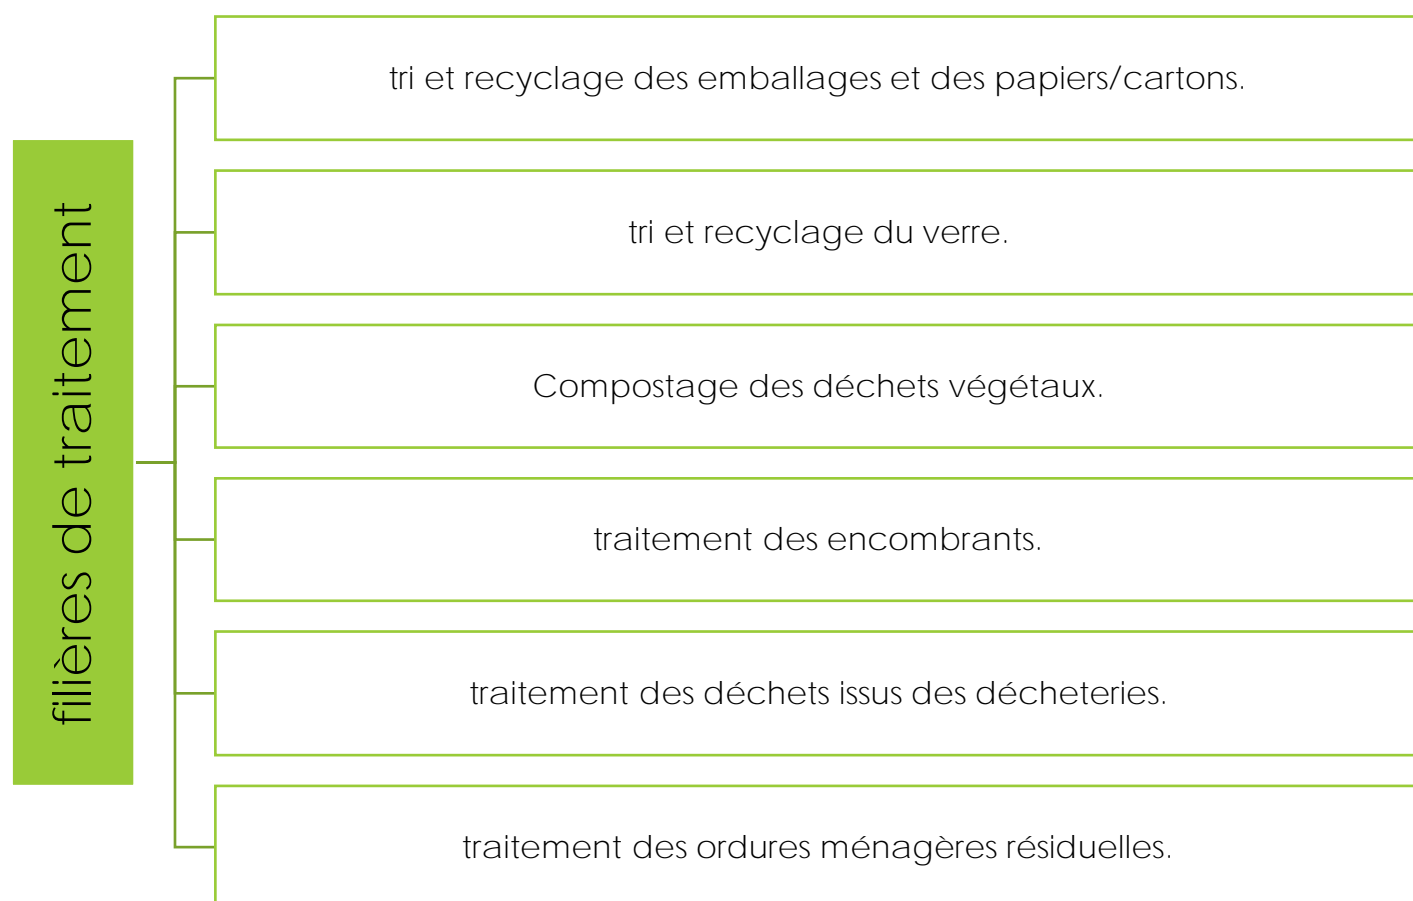 filières de traitement
tri et recyclage des emballages et des papiers/cartons.
tri et recyclage du verre.
Compostage des déchets végétaux.
traitement des encombrants.
traitement des déchets issus des décheteries.
traitement des ordures ménagères résiduelles.